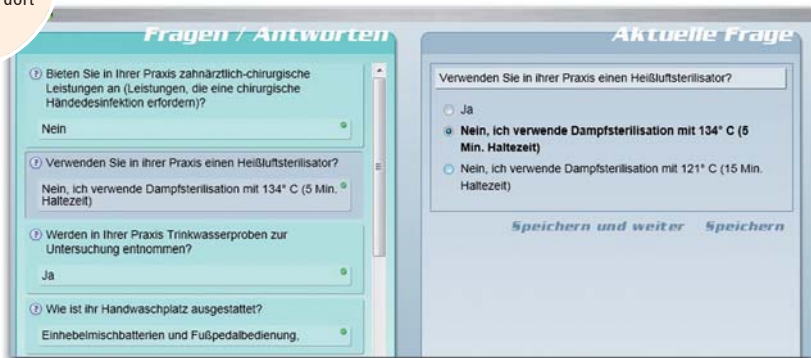 dort
Fragen / Antworten
Bieten Sie in Ihrer Praxis zahnärztlich-chirurgische
Leistungen an (Leistungen, die eine chirurgische
Händedesinfektion erfordern)?
Nein
Verwenden Sie in ihrer Praxis einen Heißluftsterilisator?
Nein, ich verwende Dampfsterilisation mit 134° C (5 Min.
Haltezeit)
Werden in Ihrer Praxis Trinkwasserproben zur
Untersuchung entnommen?
Ja
Wie ist ihr Handwaschplatz ausgestattet?
Einhebelmischbatterien und Fußpedalbedienung,
Aktuelle Frage
Verwenden Sie in ihrer Praxis einen Heißluftsterilisator?
Ja
Nein, ich verwende Dampfsterilisation mit 134° C (5
Min. Haltezeit)
Nein, ich verwende Dampfsterilisation mit 121° C (15 Min.
Haltezeit)
Speichern und weiter Speichern